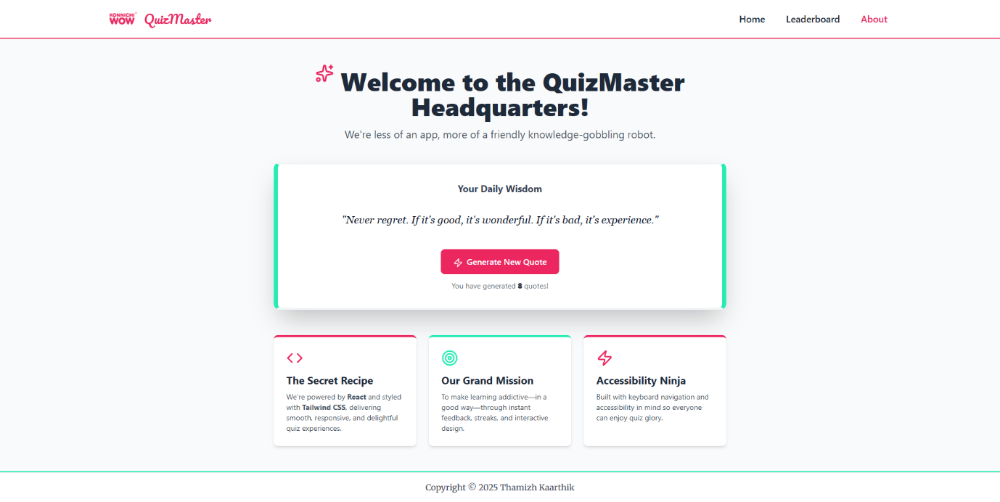 KONNICHI
WOW
QuizMaster
Home
Leaderboard
About
Welcome to the QuizMaster
Headquarters!
We're less of an app, more of a friendly knowledge-gobbling robot.
Your Daily Wisdom
"Never regret. If it's good, it's wonderful. If it's bad, it's experience."
Generate New Quote
You have generated 8 quotes!
The Secret Recipe
We're powered by React and styled
with Tailwind CSS, delivering
smooth, responsive, and delightful
quiz experiences.
Our Grand Mission
To make learning addictive—in a
good way—through instant
feedback, streaks, and interactive
design.
Accessibility Ninja
Built with keyboard navigation and
accessibility in mind so everyone
can enjoy quiz glory.
Copyright © 2025 Thamizh Kaarthik